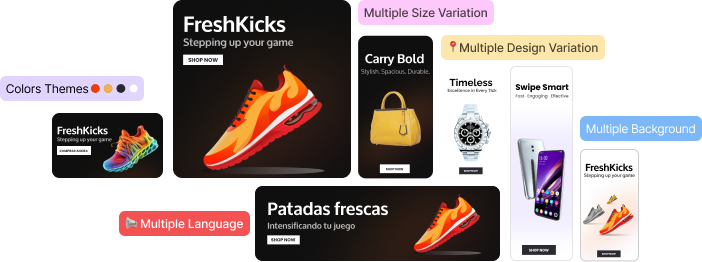 Colors Themes
FreshKicks
Stepping up your game
COMPRAR AHORA
FreshKicks
Stepping up your game
SHOP NOW
Multiple Size Variation
Carry Bold
Stylish. Spacious. Durable.
SHOP NOW
Multiple Design Variation
Timeless
Excellence in Every Tick
SHOP NOW
Swipe Smart
Fast · Engaging · Effective
SHOP NOW
Multiple Background
FreshKicks
Stepping up your game
SHOP NOW
Multiple Language
Patadas frescas
Intensificando tu juego
SHOP NOW